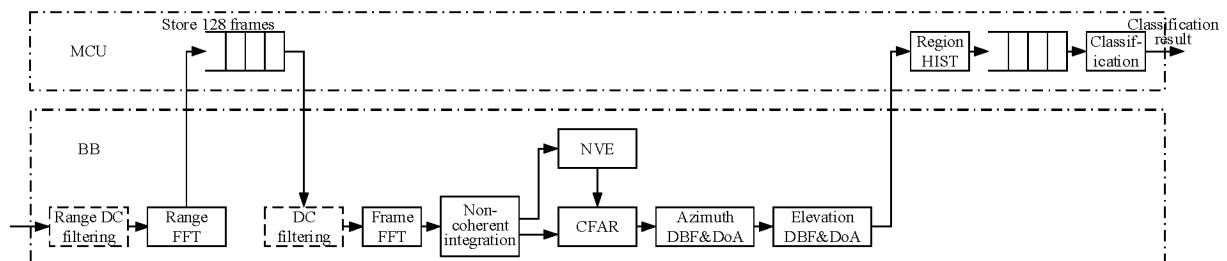 Store 128 frames
MCU
Region
HIST
Classif-
ication
Classification
result
BB
Range DC
filtering
Range
FFT
DC
filtering
Frame
FFT
Non-
coherent
integration
NVE
CFAR
Azimuth
DBF&DoA
Elevation
DBF&DoA